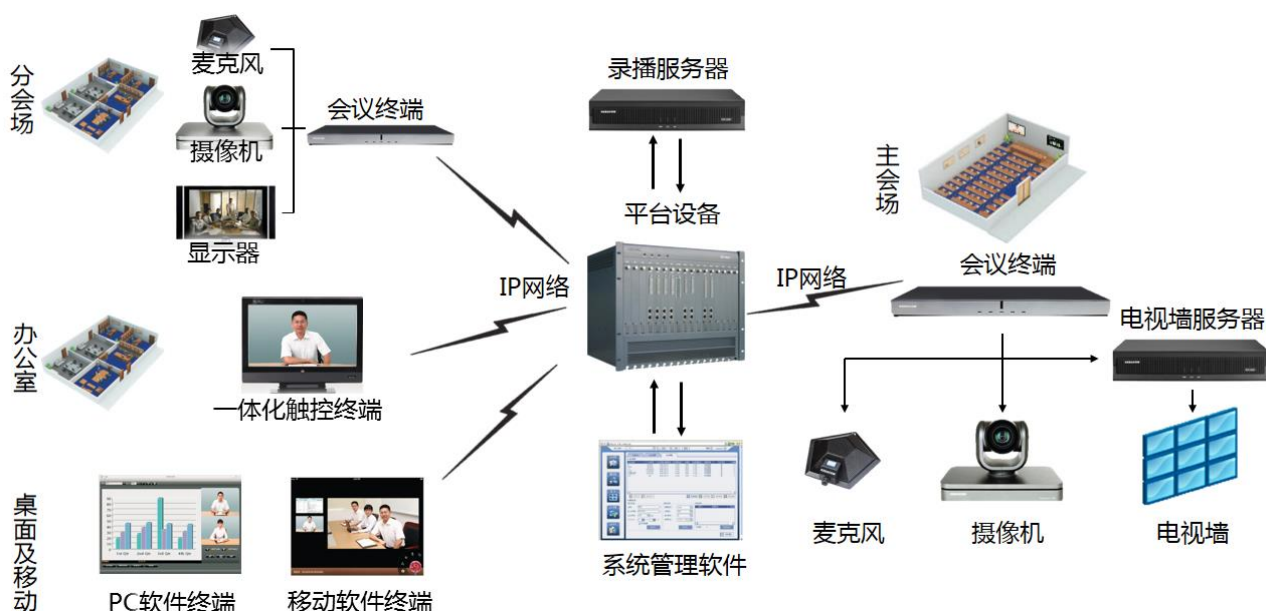 分会场
麦克风
摄像机
显示器
会议终端
录播服务器
平台设备
IP网络
IP网络
主会场
会议终端
电视墙服务器
办公室
一体化触控终端
麦克风
摄像机
电视墙
系统管理软件
桌面及移动
PC软件终端
移动软件终端